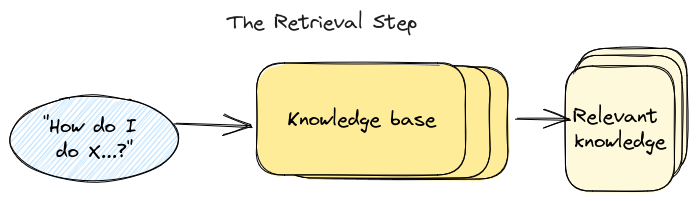 The Retrieval Step
"How do I
do X...?"
Knowledge base
Relevant
knowledge